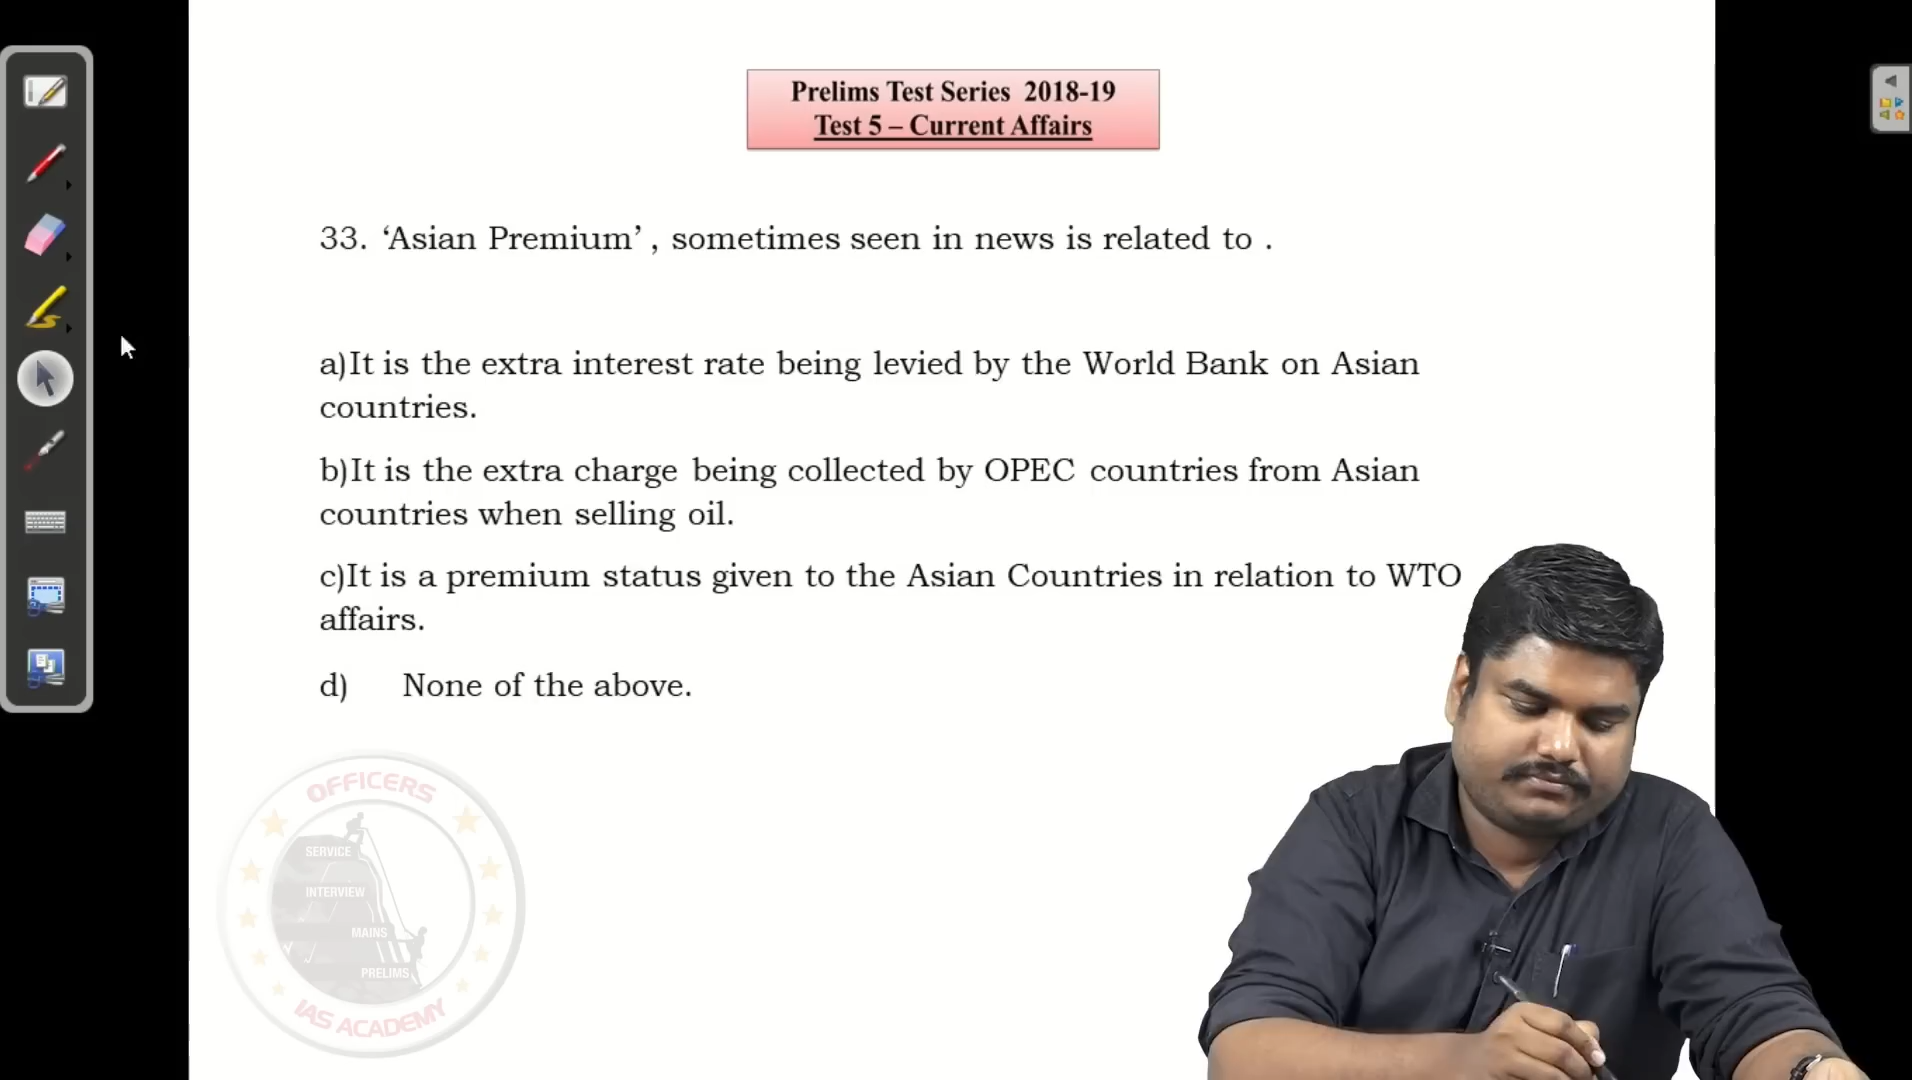 Prelims Test Series 2018-19
Test 5 – Current Affairs
33. ‘Asian Premium’ , sometimes seen in news is related to .
a)It is the extra interest rate being levied by the World Bank on Asian
countries.
b)It is the extra charge being collected by OPEC countries from Asian
countries when selling oil.
c)It is a premium status given to the Asian Countries in relation to WTO
affairs.
d) None of the above.
OFFICERS
SERVICE
INTERVIEW
MAINS
PRELIMS
IAS ACADEMY